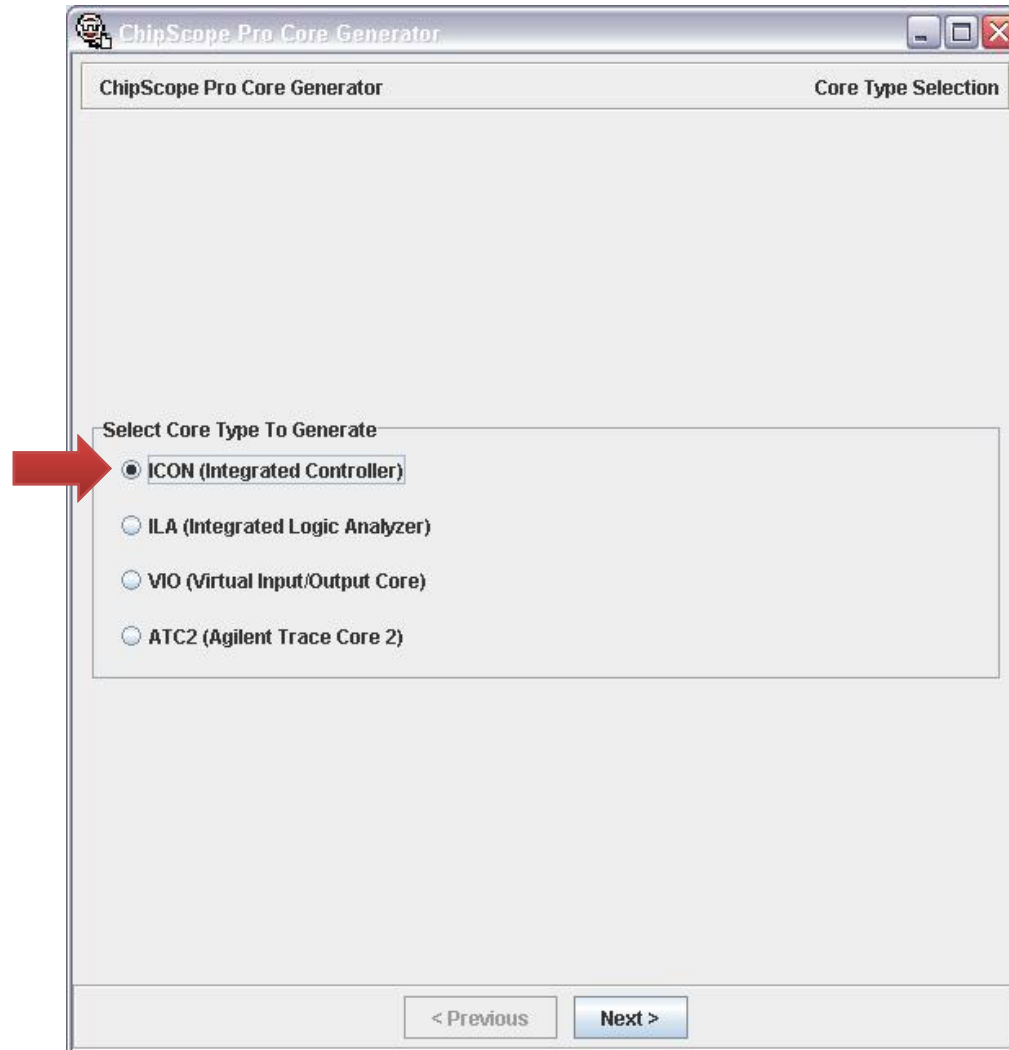 ChipScope Pro Core Generator
ChipScope Pro Core Generator Core Type Selection
Select Core Type To Generate
ICON (Integrated Controller)
ILA (Integrated Logic Analyzer)
VIO (Virtual Input/Output Core)
ATC2 (Agilent Trace Core 2)
< Previous Next >